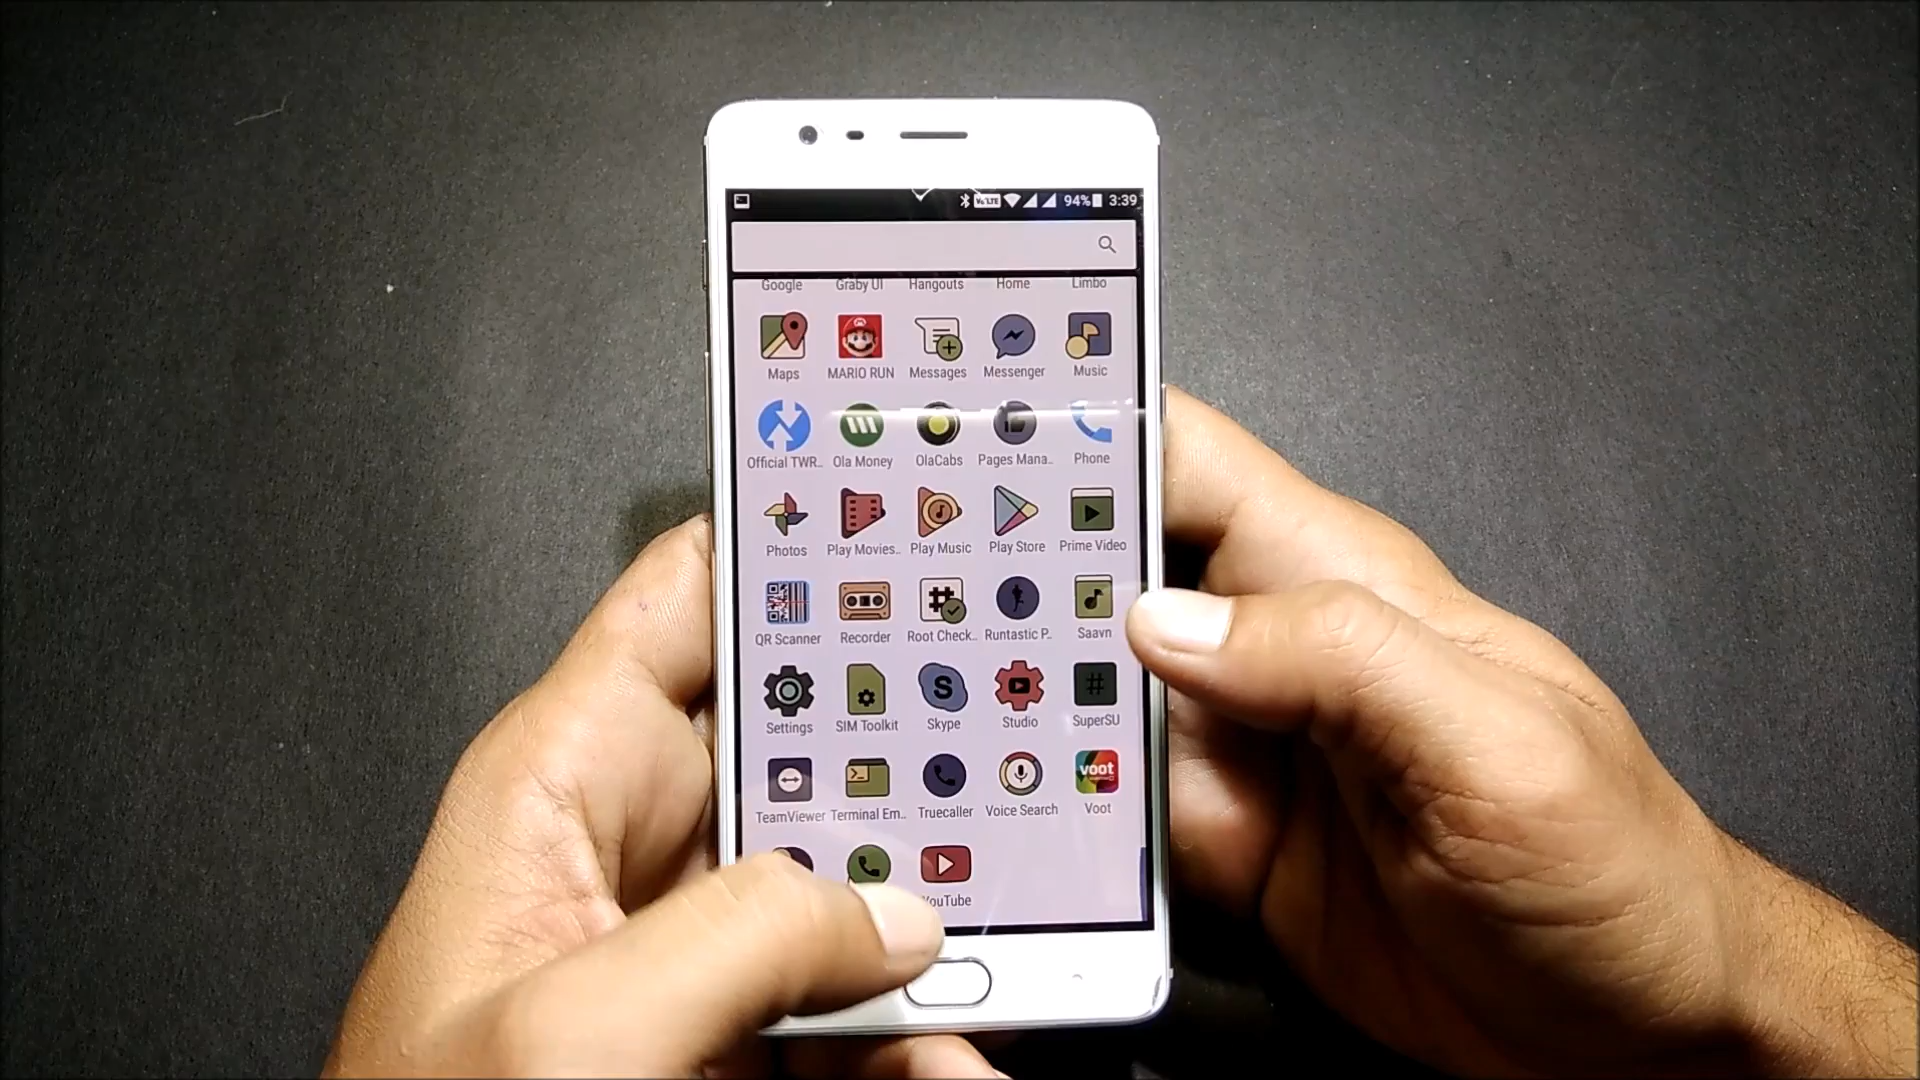 VoLTE 94% 3:39
Google Graby UI Hangouts Home Limbo
Maps MARIO RUN Messages Messenger Music
Official TWR.. Ola Money OlaCabs Pages Mana.. Phone
Photos Play Movies.. Play Music Play Store Prime Video
QR Scanner Recorder Root Check.. Runtastic P.. Saavn
Settings SIM Toolkit Skype Studio SuperSU
voot
TeamViewer Terminal Em.. Truecaller Voice Search Voot
YouTube